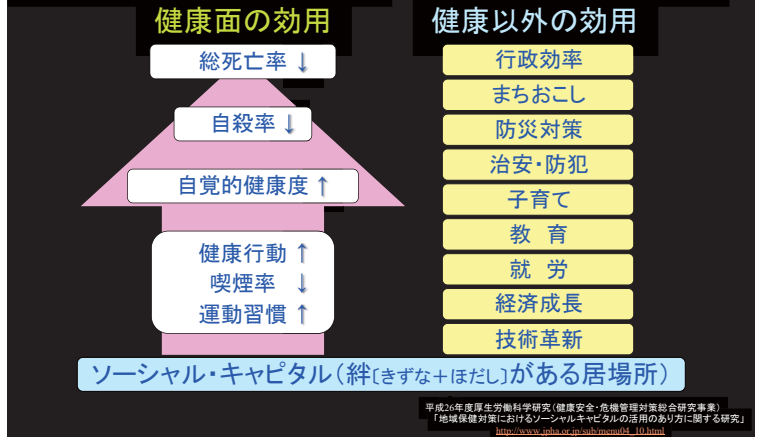 健康面の効用
総死亡率 ↓
自殺率 ↓
自覚的健康度 ↑
健康行動 ↑
喫煙率 ↓
運動習慣 ↑
健康以外の効用
行政効率
まちおこし
防災対策
治安・防犯
子育て
教 育
就 労
経済成長
技術革新
ソーシャル・キャピタル(絆[きずな+ほだし]がある居場所)
平成26年度厚生労働科学研究(健康安全・危機管理対策総合研究事業)
「地域保健対策におけるソーシャルキャピタルの活用のあり方に関する研究」
http://www.jpha.or.jp/sub/menu04_10.html